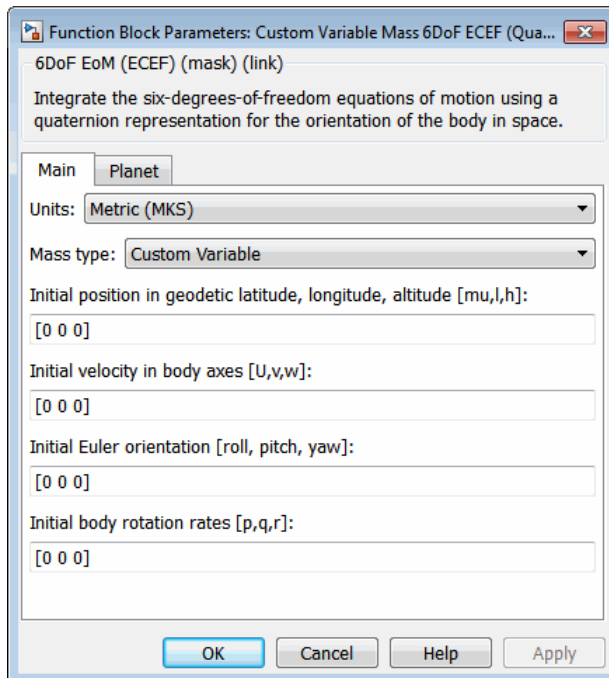 Function Block Parameters: Custom Variable Mass 6DoF ECEF (Qua...
6DoF EoM (ECEF) (mask) (link)
Integrate the six-degrees-of-freedom equations of motion using a
quaternion representation for the orientation of the body in space.
Main Planet
Units: Metric (MKS)
Mass type: Custom Variable
Initial position in geodetic latitude, longitude, altitude [mu,l,h]:
[0 0 0]
Initial velocity in body axes [U,v,w]:
[0 0 0]
Initial Euler orientation [roll, pitch, yaw]:
[0 0 0]
Initial body rotation rates [p,q,r]:
[0 0 0]
OK Cancel Help Apply